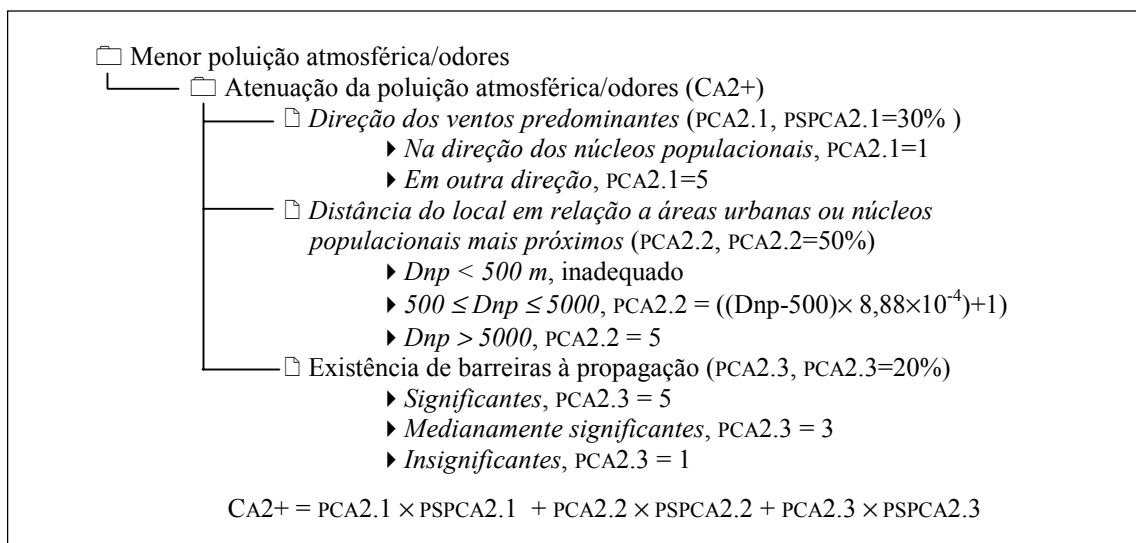 Menor poluição atmosférica/odores
Atenuação da poluição atmosférica/odores (CA2+)
Direção dos ventos predominantes (PCA2.1, PSPCA2.1=30% )
Na direção dos núcleos populacionais, PCA2.1=1
Em outra direção, PCA2.1=5
Distância do local em relação a áreas urbanas ou núcleos
populacionais mais próximos (PCA2.2, PCA2.2=50%)
Dnp < 500 m, inadequado
500 ≤ Dnp ≤ 5000, PCA2.2 = ((Dnp-500)× 8,88×10⁻⁴)+1)
Dnp > 5000, PCA2.2 = 5
Existência de barreiras à propagação (PCA2.3, PCA2.3=20%)
Significantes, PCA2.3 = 5
Medianamente significantes, PCA2.3 = 3
Insignificantes, PCA2.3 = 1
CA2+ = PCA2.1 × PSPCA2.1 + PCA2.2 × PSPCA2.2 + PCA2.3 × PSPCA2.3